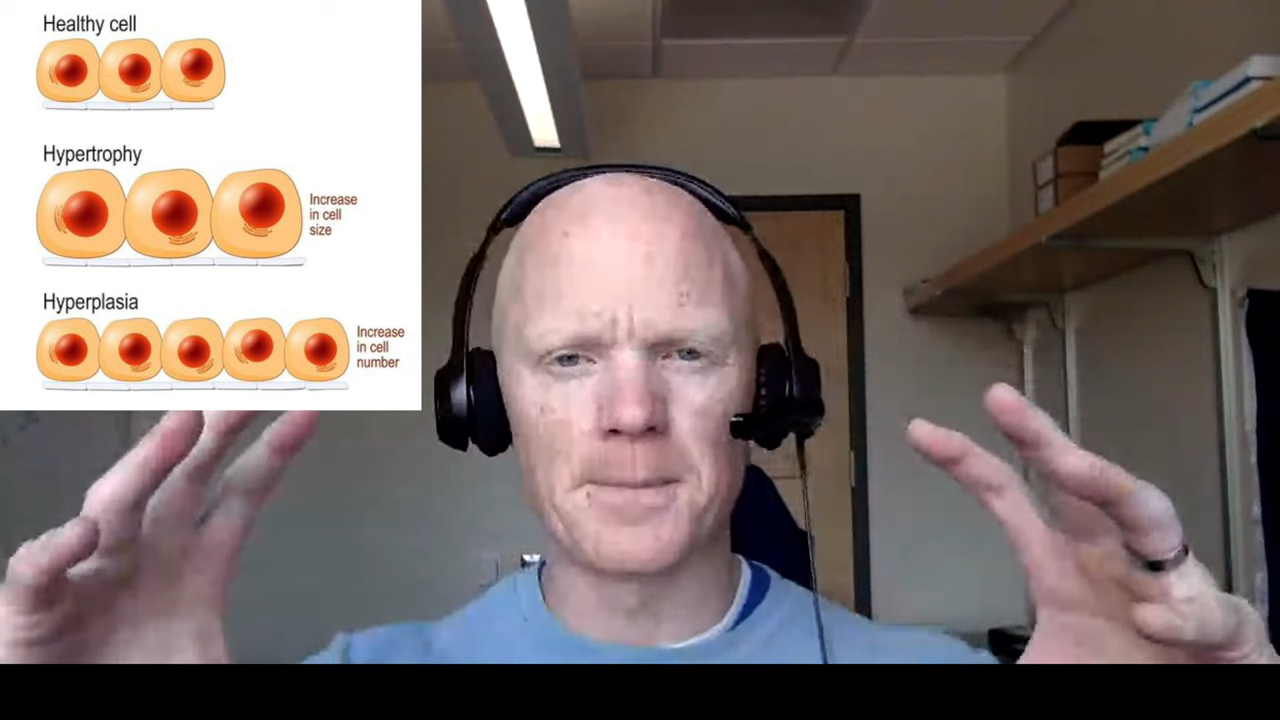 Healthy cell
Hypertrophy
Increase
in cell
size
Hyperplasia
Increase
in cell
number